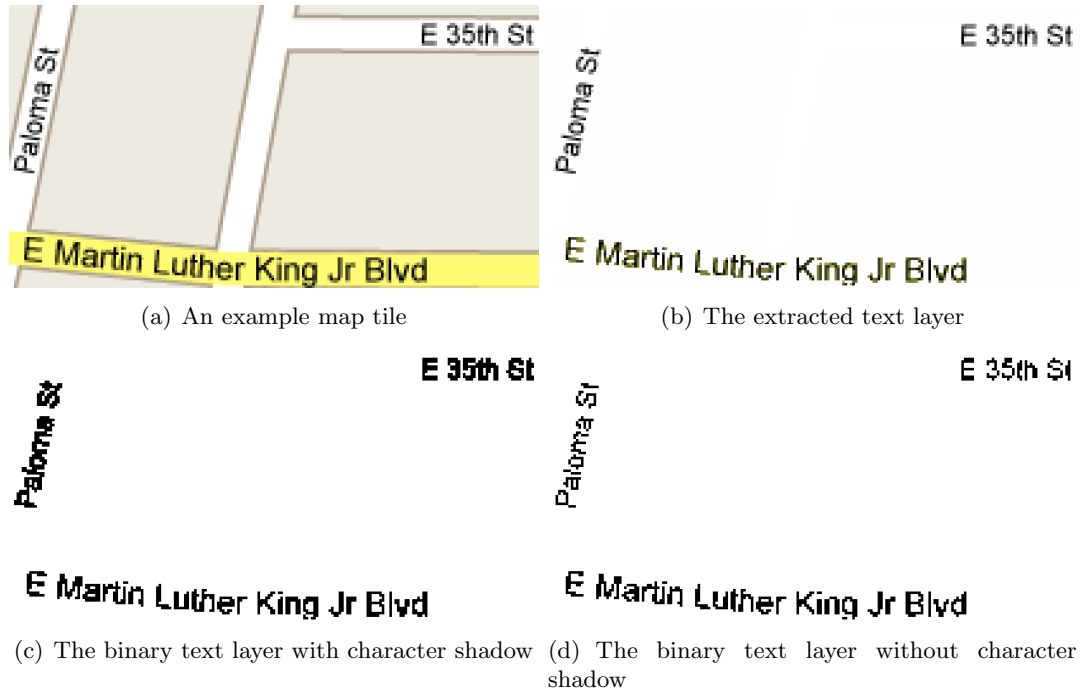 E 35th St
Paloma St
E Martin Luther King Jr Blvd
(a) An example map tile
E 35th St
Paloma St
E Martin Luther King Jr Blvd
(b) The extracted text layer
E 35th St
Paloma St
E Martin Luther King Jr Blvd
(c) The binary text layer with character shadow
E 35th St
Paloma St
E Martin Luther King Jr Blvd
(d) The binary text layer without character
shadow